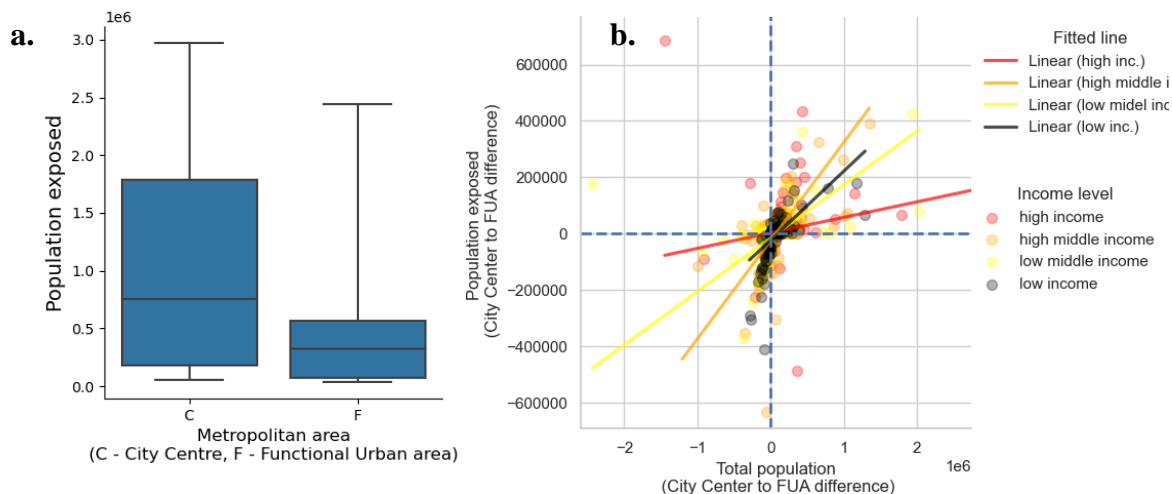 a.
1e6
3.0
2.5
2.0
1.5
1.0
0.5
0.0
Population exposed
C
F
Metropolitan area
(C - City Centre, F - Functional Urban area)
b.
600000
400000
200000
0
−200000
−400000
−600000
Population exposed
(City Center to FUA difference)
−2
−1
0
1
2
1e6
Total population
(City Center to FUA difference)
Fitted line
Linear (high inc.)
Linear (high middle i
Linear (low midel inc
Linear (low inc.)
Income level
high income
high middle income
low middle income
low income